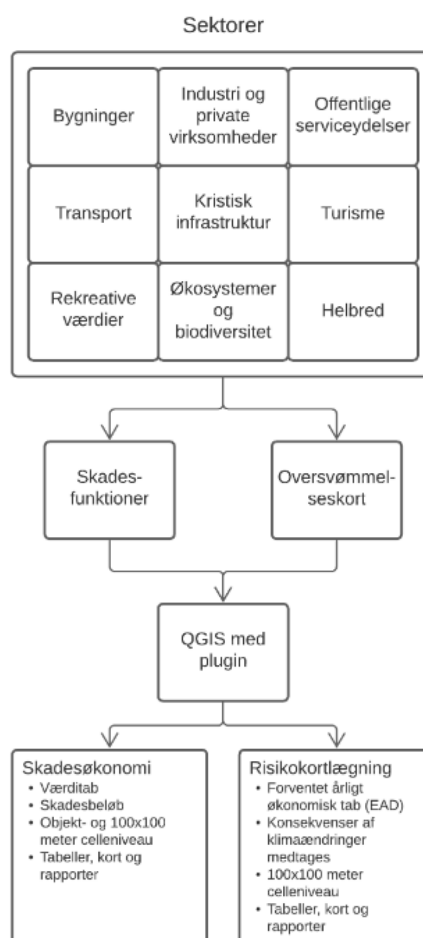 Sektorer
Bygninger
Industri og
private
virksomheder
Offentlige
serviceydelser
Transport
Kristisk
infrastruktur
Turisme
Rekreative
værdier
Økosystemer
og
biodiversitet
Helbred
Skades-
funktioner
Oversvømmel-
seskort
QGIS med
plugin
Skadesøkonomi
• Værditab
• Skadesbeløb
• Objekt- og 100x100
meter celleniveau
• Tabeller, kort og
rapporter
Risikokortlægning
• Forventet årligt
økonomisk tab (EAD)
• Konsekvenser af
klimaændringer
medtages
• 100x100 meter
celleniveau
• Tabeller, kort og
rapporter